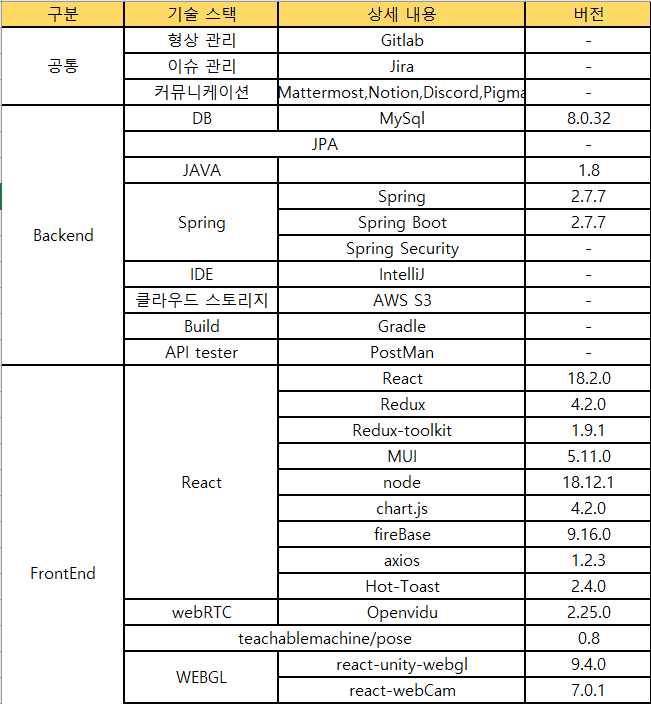 구분 기술 스택 상세 내용 버전
공통 형상 관리 Gitlab -
이슈 관리 Jira -
커뮤니케이션 Mattermost,Notion,Discord,Pigma -
Backend DB MySql 8.0.32
JPA -
JAVA 1.8
Spring Spring 2.7.7
Spring Boot 2.7.7
Spring Security -
IDE IntelliJ -
클라우드 스토리지 AWS S3 -
Build Gradle -
API tester PostMan -
FrontEnd React React 18.2.0
Redux 4.2.0
Redux-toolkit 1.9.1
MUI 5.11.0
node 18.12.1
chart.js 4.2.0
fireBase 9.16.0
axios 1.2.3
Hot-Toast 2.4.0
webRTC Openvidu 2.25.0
teachablemachine/pose 0.8
WEBGL react-unity-webgl 9.4.0
react-webCam 7.0.1